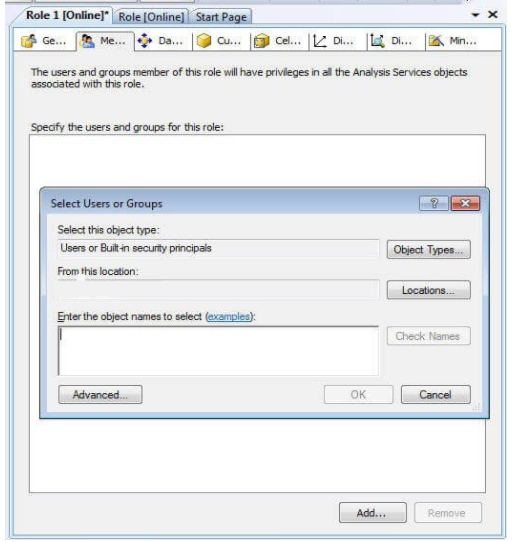 Role 1 [Online]* Role [Online] Start Page
Ge... Me... Da... Cu... Cel... Di... Di... Min...
The users and groups member of this role will have privileges in all the Analysis Services objects
associated with this role.
Specify the users and groups for this role:
Select Users or Groups
Select this object type:
Users or Built-in security principals Object Types...
From this location:
Locations...
Enter the object names to select (examples):
Check Names
Advanced... OK Cancel
Add... Remove